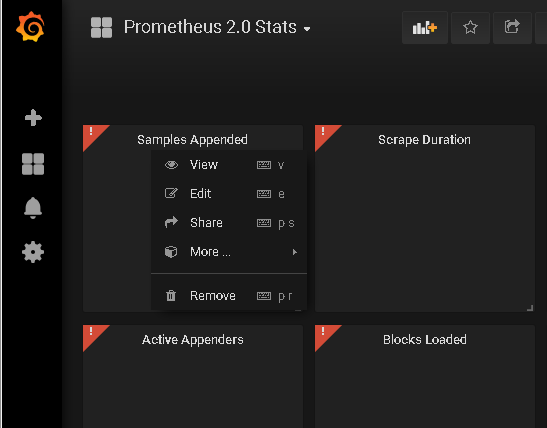 Prometheus 2.0 Stats
!
Samples Appended
!
Scrape Duration
View v
Edit e
Share p s
More ...
Remove p r
!
Active Appenders
!
Blocks Loaded